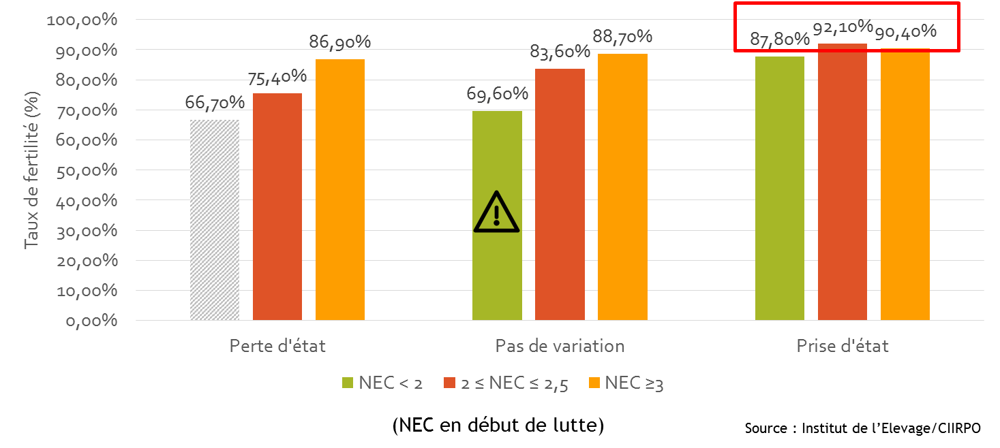 100,00%
90,00%
80,00%
70,00%
60,00%
50,00%
40,00%
30,00%
20,00%
10,00%
0,00%
Taux de fertilité (%)
66,70%
75,40%
86,90%
69,60%
83,60%
88,70%
87,80%
92,10%
90,40%
!
Perte d'état
Pas de variation
Prise d'état
NEC < 2
2 ≤ NEC ≤ 2,5
NEC ≥3
(NEC en début de lutte)
Source : Institut de l’Elevage/CIIRPO